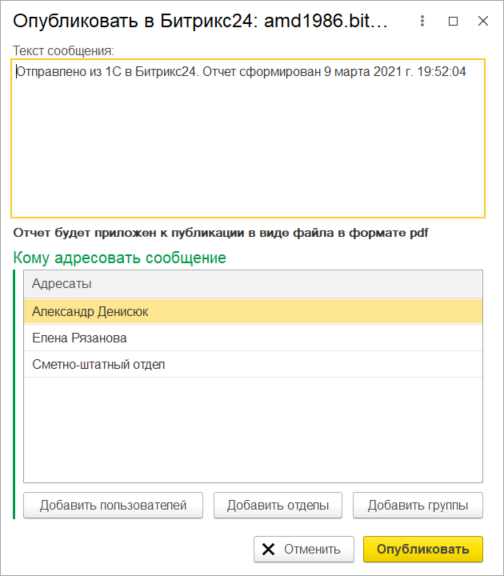 Опубликовать в Битрикс24: amd1986.bit...
Текст сообщения:
Отправлено из 1С в Битрикс24. Отчет сформирован 9 марта 2021 г. 19:52:04
Отчет будет приложен к публикации в виде файла в формате pdf
Кому адресовать сообщение
Адресаты
Александр Денисюк
Елена Рязанова
Сметно-штатный отдел
Добавить пользователей Добавить отделы Добавить группы
Отменить Опубликовать